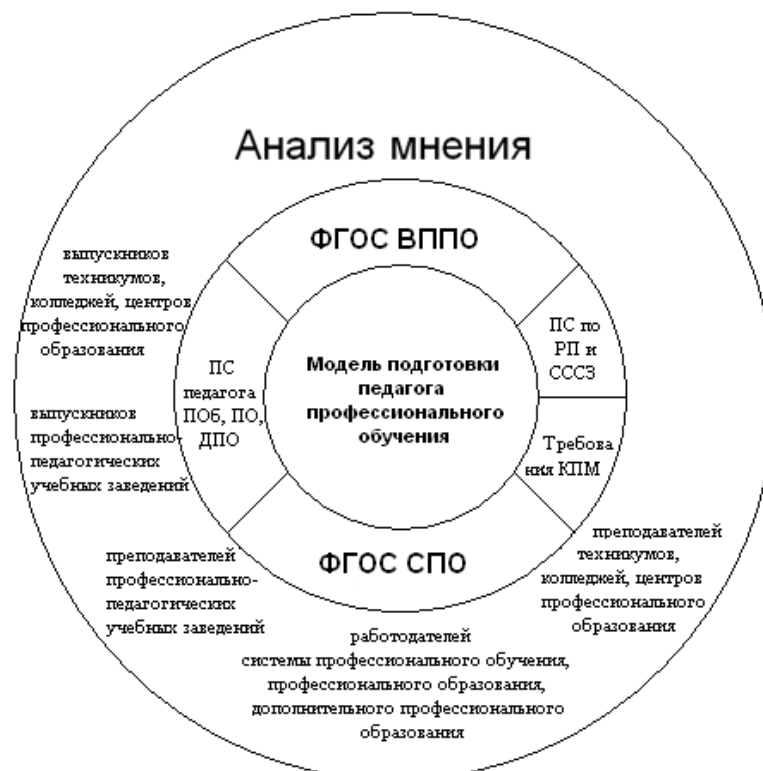 Анализ мнения
ФГОС ВППО
выпускников
техникумов,
колледжей, центров
профессионального
образования
ПС
педагога
ПОб, ПО,
ДПО
Модель подготовки
педагога
профессионального
обучения
ПС по
РП и
СССЗ
Требова
ния КПМ
выпускников
профессионально-
педагогических
учебных заведений
ФГОС СПО
преподавателей
профессионально-
педагогических
учебных заведений
преподавателей
техникумов,
колледжей, центров
профессионального
образования
работодателей
системы профессионального обучения,
профессионального образования,
дополнительного профессионального
образования